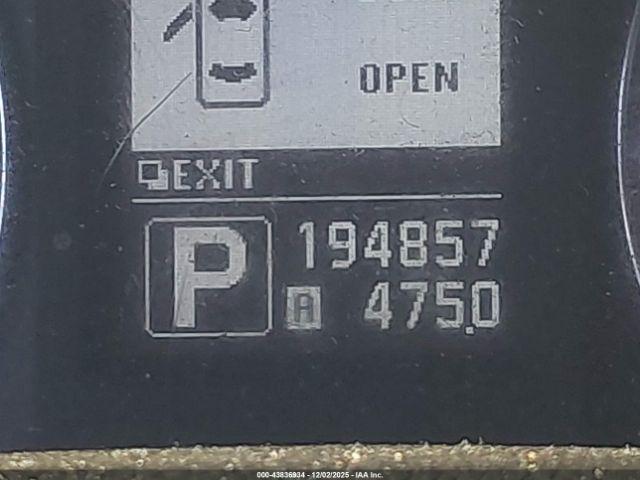 OPEN
EXIT
P 194857
A 475.0
000-43836934 - 12/02/2025 - IAA Inc.